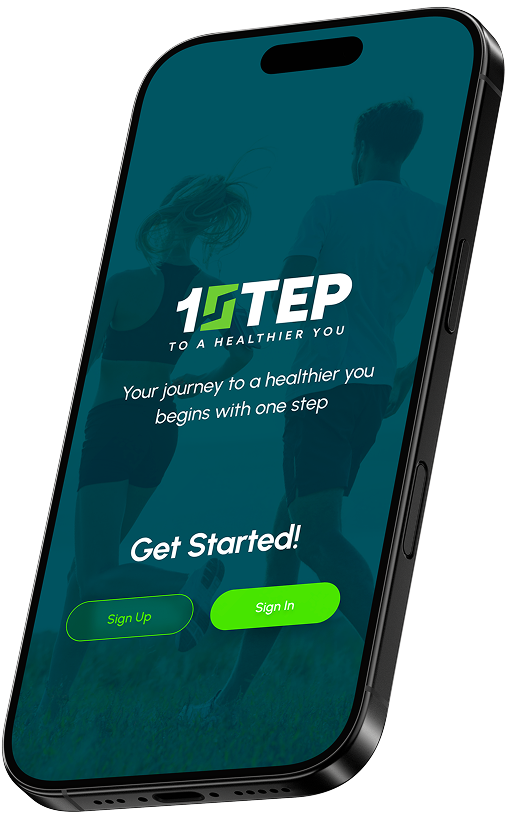 1STEP
TO A HEALTHIER YOU
Your journey to a healthier you
begins with one step
Get Started!
Sign Up
Sign In